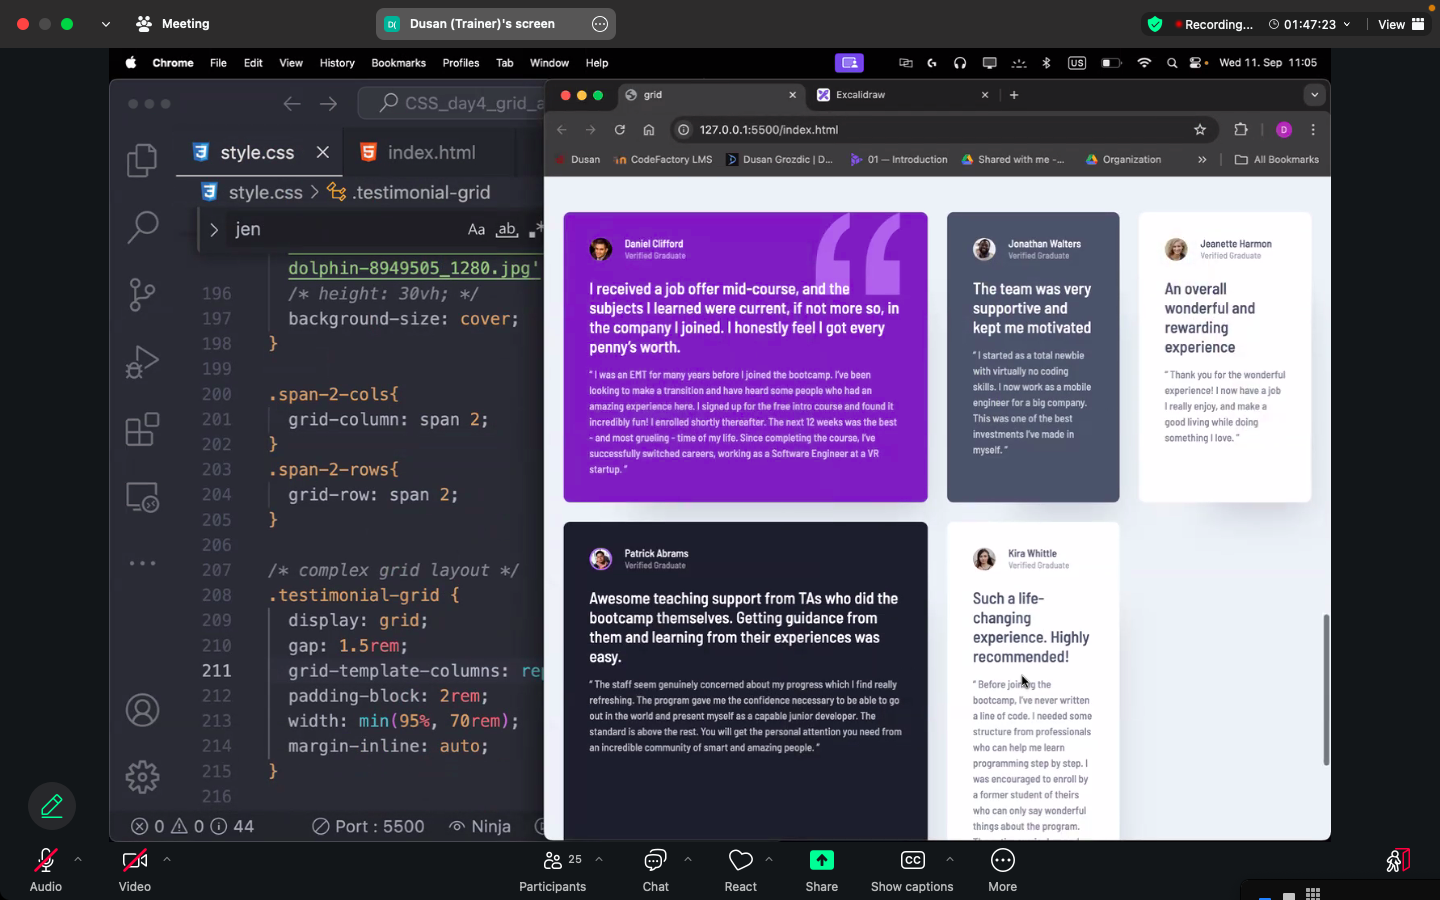 Meeting
D( Dusan (Trainer)'s screen
Recording...
01:47:23
View
Chrome File Edit View History Bookmarks Profiles Tab Window Help
US
Wed 11. Sep 11:05
CSS_day4_grid_a
style.css
index.html
style.css > .testimonial-grid
jen
Aa ab
dolphin-8949505_1280.jpg'
196 /* height: 30vh; */
197 background-size: cover;
198 }
199
200 .span-2-cols{
201 grid-column: span 2;
202 }
203 .span-2-rows{
204 grid-row: span 2;
205 }
206
207 /* complex grid layout */
208 .testimonial-grid {
209 display: grid;
210 gap: 1.5rem;
211 grid-template-columns: rep
212 padding-block: 2rem;
213 width: min(95%, 70rem);
214 margin-inline: auto;
215 }
216
0 0 44 Port : 5500 Ninja
grid
Excalidraw
127.0.0.1:5500/index.html
D
Dusan
CodeFactory LMS
Dusan Grozdic | D...
01 — Introduction
Shared with me -...
Organization
All Bookmarks
Daniel Clifford
Verified Graduate
I received a job offer mid-course, and the
subjects I learned were current, if not more so, in
the company I joined. I honestly feel I got every
penny's worth.
" I was an EMT for many years before I joined the bootcamp. I've been
looking to make a transition and have heard some people who had an
amazing experience here. I signed up for the free intro course and found it
incredibly fun! I enrolled shortly thereafter. The next 12 weeks was the best
- and most grueling - time of my life. Since completing the course, I've
successfully switched careers, working as a Software Engineer at a VR
startup. "
Jonathan Walters
Verified Graduate
The team was very
supportive and
kept me motivated
" I started as a total newbie
with virtually no coding
skills. I now work as a mobile
engineer for a big company.
This was one of the best
investments I've made in
myself. "
Jeanette Harmon
Verified Graduate
An overall
wonderful and
rewarding
experience
" Thank you for the wonderful
experience! I now have a job
I really enjoy, and make a
good living while doing
something I love. "
Patrick Abrams
Verified Graduate
Awesome teaching support from TAs who did the
bootcamp themselves. Getting guidance from
them and learning from their experiences was
easy.
" The staff seem genuinely concerned about my progress which I find really
refreshing. The program gave me the confidence necessary to be able to go
out in the world and present myself as a capable junior developer. The
standard is above the rest. You will get the personal attention you need from
an incredible community of smart and amazing people. "
Kira Whittle
Verified Graduate
Such a life-
changing
experience. Highly
recommended!
" Before joining the
bootcamp, I've never written
a line of code. I needed some
structure from professionals
who can help me learn
programming step by step. I
was encouraged to enroll by
a former student of theirs
who can only say wonderful
things about the program.
Audio
Video
25
Participants
Chat
React
Share
CC
Show captions
More